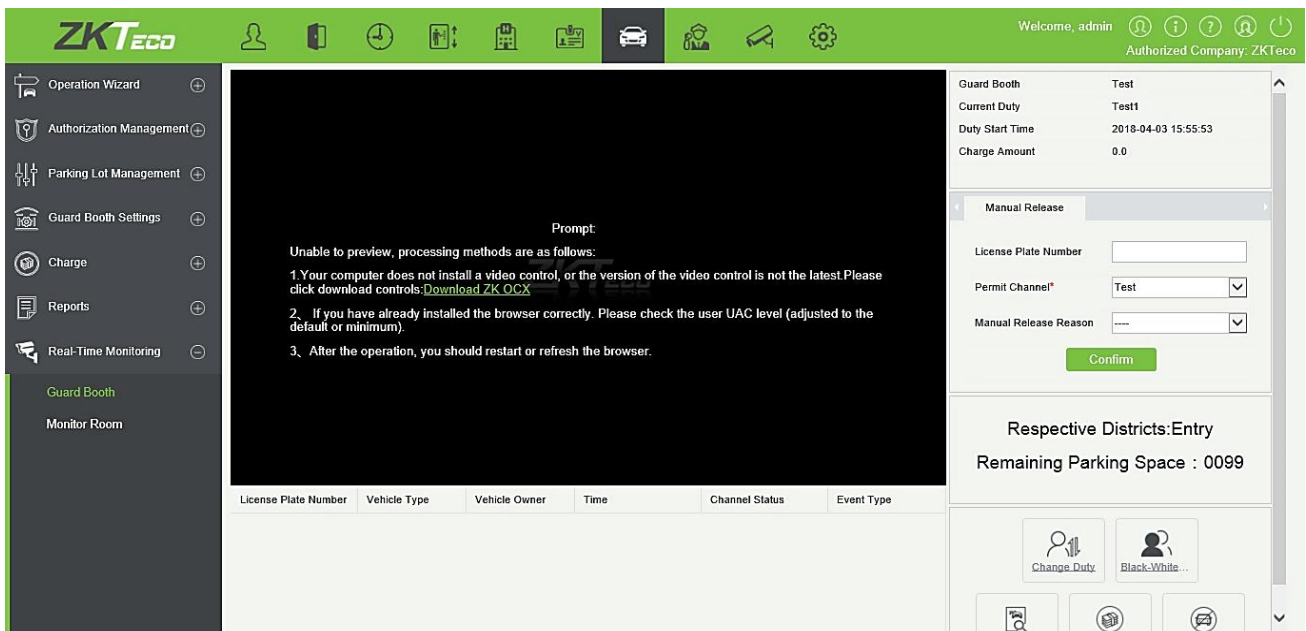 ZKTeco
Welcome, admin
Authorized Company: ZKTeco
Operation Wizard
Authorization Management
Parking Lot Management
Guard Booth Settings
Charge
Reports
Real-Time Monitoring
Guard Booth
Monitor Room
Prompt:
Unable to preview, processing methods are as follows:
1.Your computer does not install a video control, or the version of the video control is not the latest.Please
click download controls:Download ZK OCX
2、 If you have already installed the browser correctly. Please check the user UAC level (adjusted to the
default or minimum).
3、 After the operation, you should restart or refresh the browser.
License Plate Number Vehicle Type Vehicle Owner Time Channel Status Event Type
Guard Booth Test
Current Duty Test1
Duty Start Time 2018-04-03 15:55:53
Charge Amount 0.0
Manual Release
License Plate Number
Permit Channel* Test
Manual Release Reason ----
Confirm
Respective Districts:Entry
Remaining Parking Space : 0099
Change Duty
Black-White...